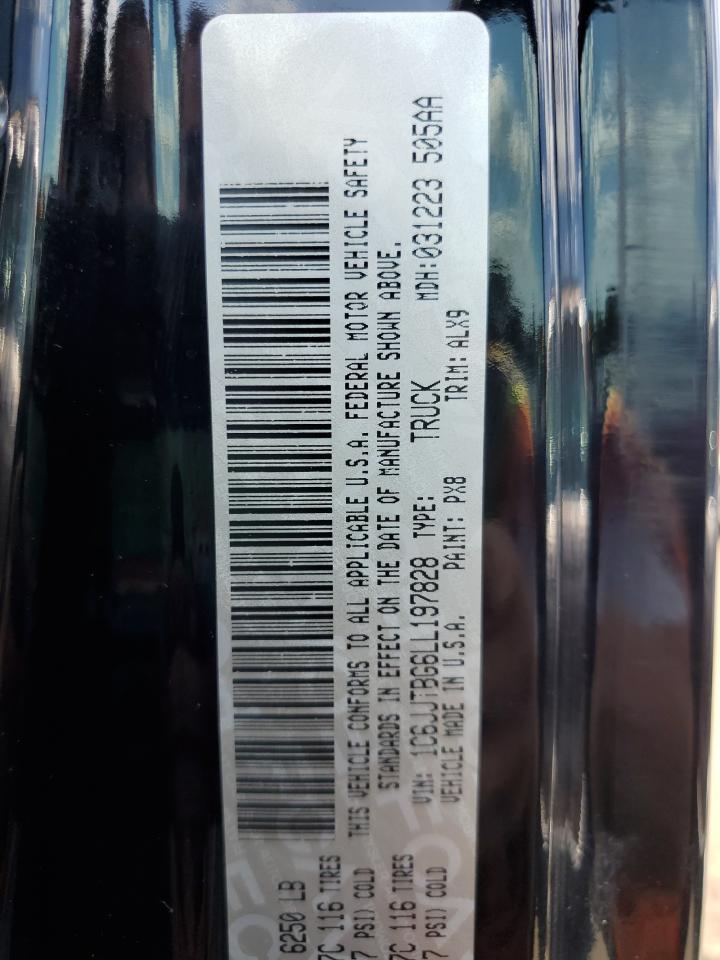 6250 LB
7C 116 TIRES
7 PSI) COLD
THIS VEHICLE CONFORMS TO ALL APPLICABLE U.S.A. FEDERAL MOTOR VEHICLE SAFETY
STANDARDS IN EFFECT ON THE DATE OF MANUFACTURE SHOWN ABOVE.
7C 116 TIRES
VIN: 1C6JJTBG6LL197828 TYPE: TRUCK MDH:031223 505AA
7 PSI) COLD
VEHICLE MADE IN U.S.A. PAINT: PX8 TRIM: ALX9